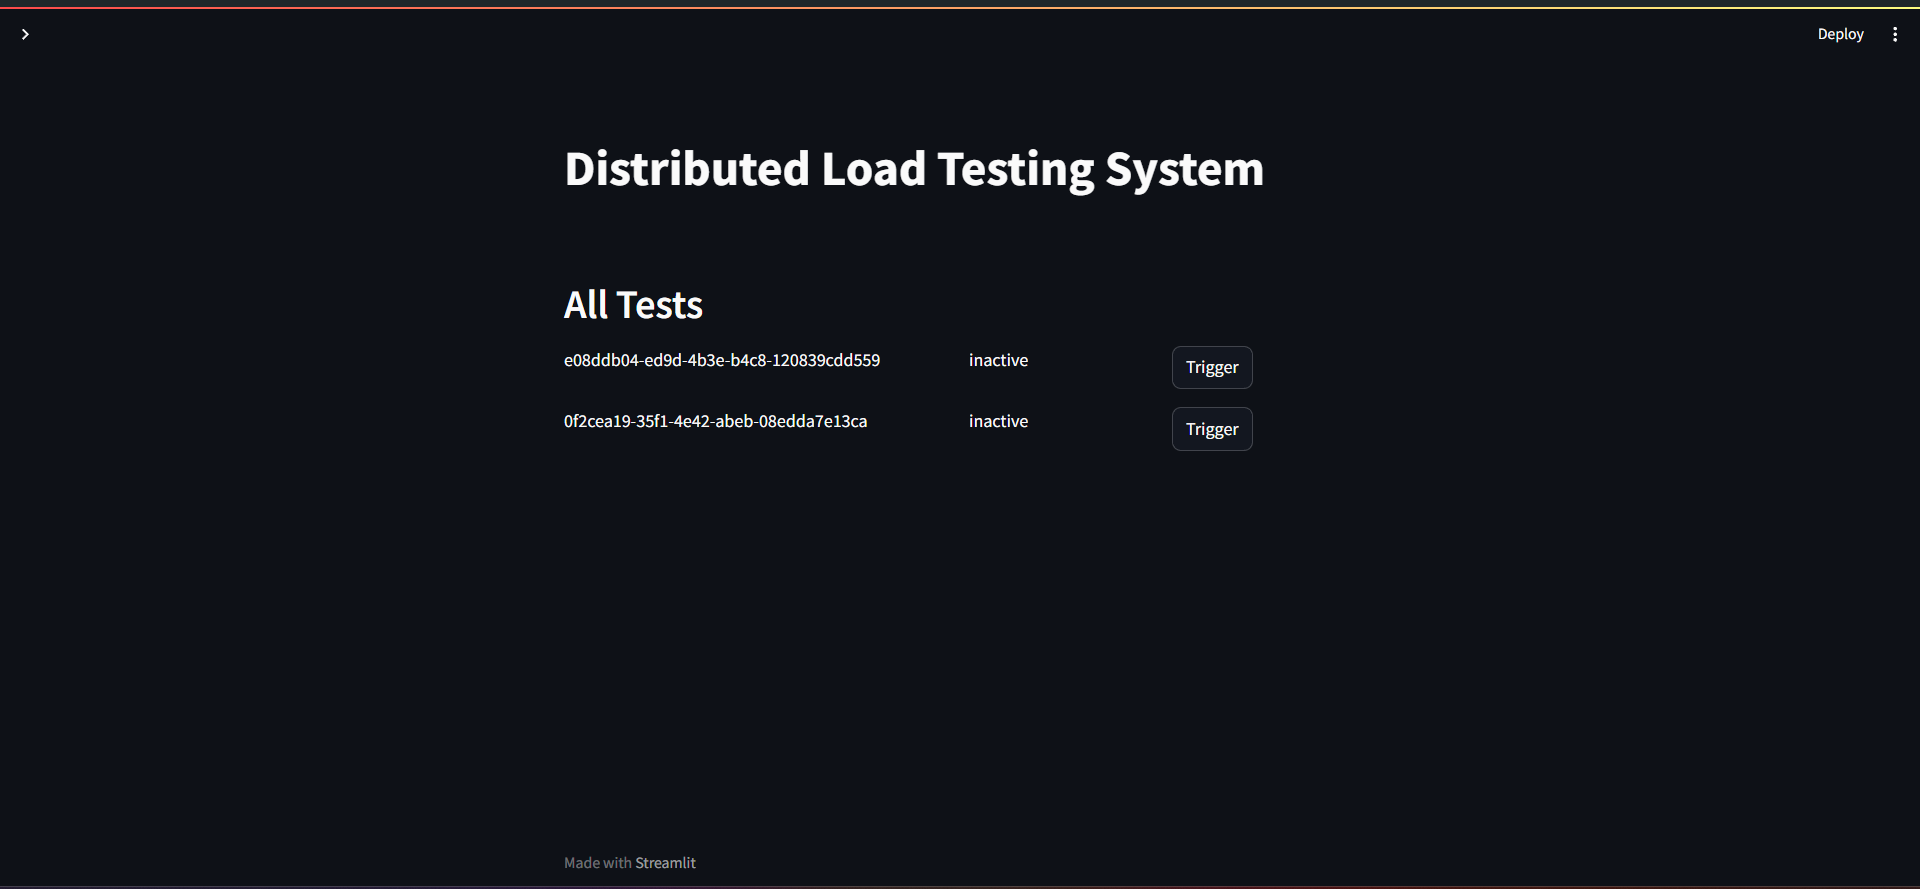 Deploy
Distributed Load Testing System
All Tests
e08ddb04-ed9d-4b3e-b4c8-120839cdd559 inactive Trigger
0f2cea19-35f1-4e42-abeb-08edda7e13ca inactive Trigger
Made with Streamlit